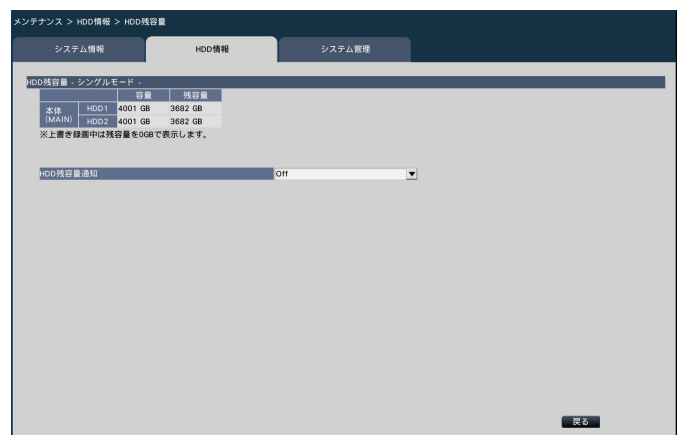 メンテナンス > HDD情報 > HDD残容量
システム情報 HDD情報 システム管理
HDD残容量 - シングルモード -
容量 残容量
本体 (MAIN) HDD1 4001 GB 3682 GB
HDD2 4001 GB 3682 GB
※上書き録画中は残容量を0GBで表示します。
HDD残容量通知 Off
戻る